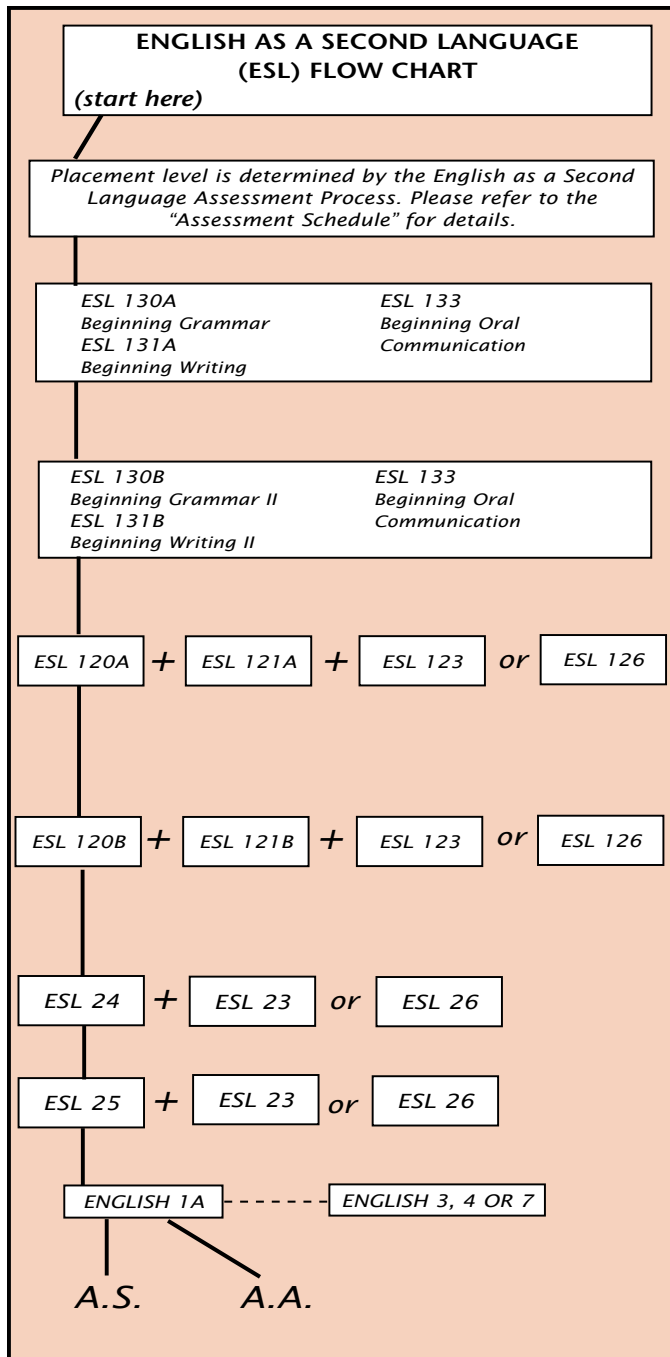 ENGLISH AS A SECOND LANGUAGE
(ESL) FLOW CHART
(start here)
Placement level is determined by the English as a Second
Language Assessment Process. Please refer to the
“Assessment Schedule” for details.
ESL 130A
Beginning Grammar
ESL 131A
Beginning Writing
ESL 133
Beginning Oral
Communication
ESL 130B
Beginning Grammar II
ESL 131B
Beginning Writing II
ESL 133
Beginning Oral
Communication
ESL 120A + ESL 121A + ESL 123 or ESL 126
ESL 120B + ESL 121B + ESL 123 or ESL 126
ESL 24 + ESL 23 or ESL 26
ESL 25 + ESL 23 or ESL 26
ENGLISH 1A ENGLISH 3, 4 OR 7
A.S. A.A.